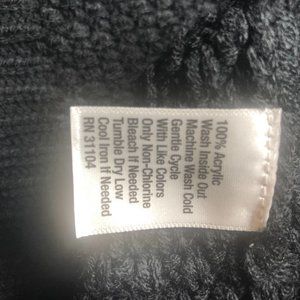 100% Acrylic
Wash Inside Out
Machine Wash Cold
Gentle Cycle
With Like Colors
Only Non-Chlorine
Bleach If Needed
Tumble Dry Low
Cool Iron If Needed
RN 31104